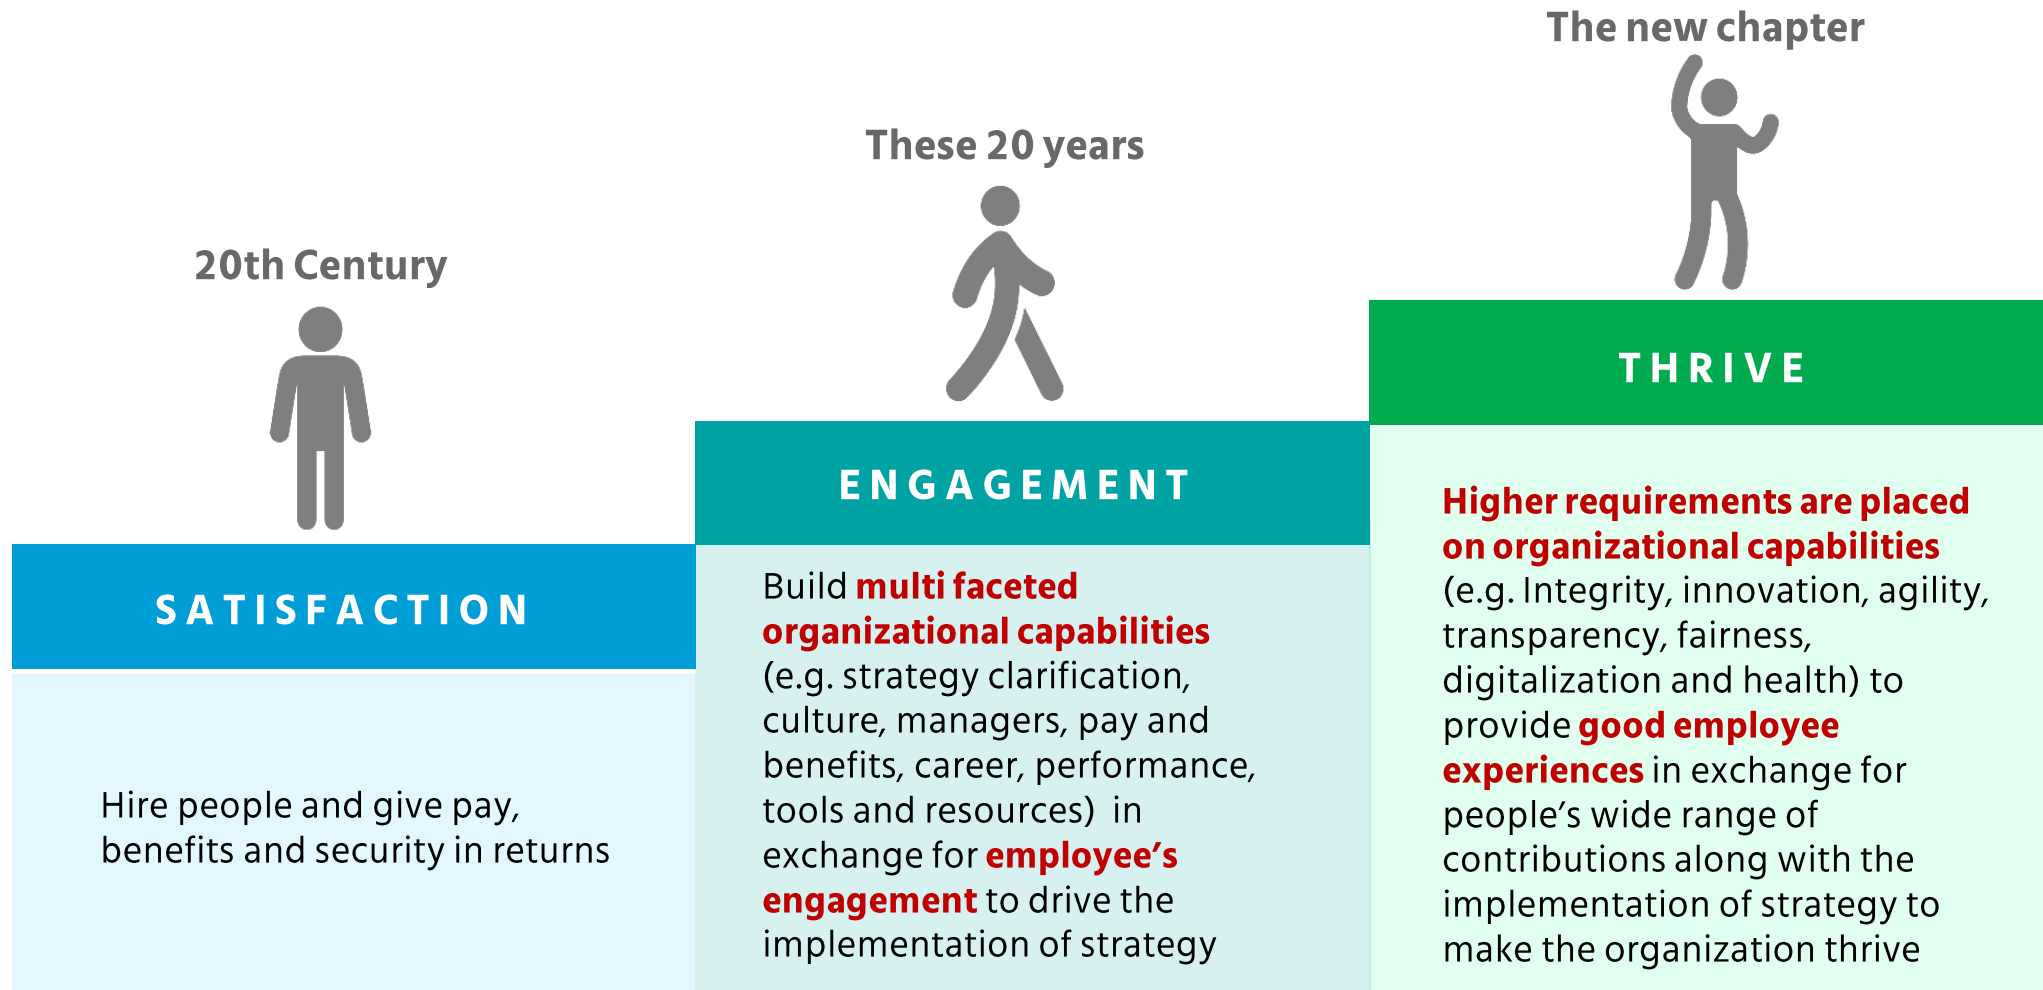 20th Century
SATISFACTION
Hire people and give pay,
benefits and security in returns
These 20 years
ENGAGEMENT
Build multi faceted
organizational capabilities
(e.g. strategy clarification,
culture, managers, pay and
benefits, career, performance,
tools and resources) in
exchange for employee’s
engagement to drive the
implementation of strategy
The new chapter
THRIVE
Higher requirements are placed
on organizational capabilities
(e.g. Integrity, innovation, agility,
transparency, fairness,
digitalization and health) to
provide good employee
experiences in exchange for
people’s wide range of
contributions along with the
implementation of strategy to
make the organization thrive